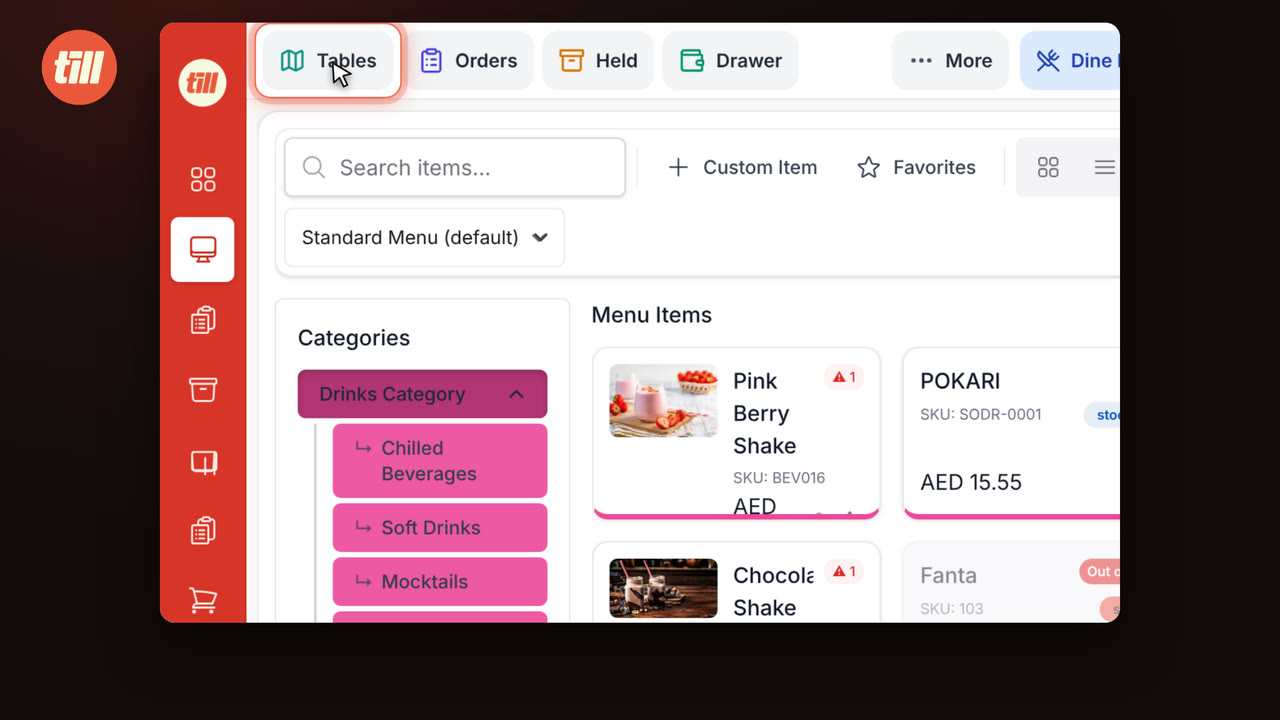 till
till
Tables
Orders
Held
Drawer
More
Dine
Search items...
Custom Item
Favorites
Standard Menu (default)
Categories
Menu Items
Drinks Category
Chilled
Beverages
Soft Drinks
Mocktails
Pink
Berry
Shake
1
SKU: BEV016
AED
POKARI
SKU: SODR-0001
AED 15.55
Shake
1
Fanta
Out
SKU: 103